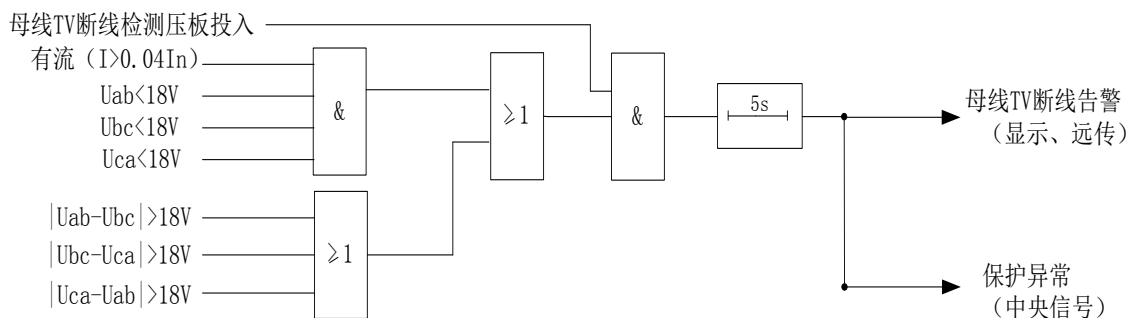 母线TV断线检测压板投入
有流（I>0.04In）
Uab<18V
Ubc<18V
Uca<18V
&
≥1
&
5s
母线TV断线告警
（显示、远传）
|Uab-Ubc|>18V
|Ubc-Uca|>18V
|Uca-Uab|>18V
≥1
保护异常
（中央信号）